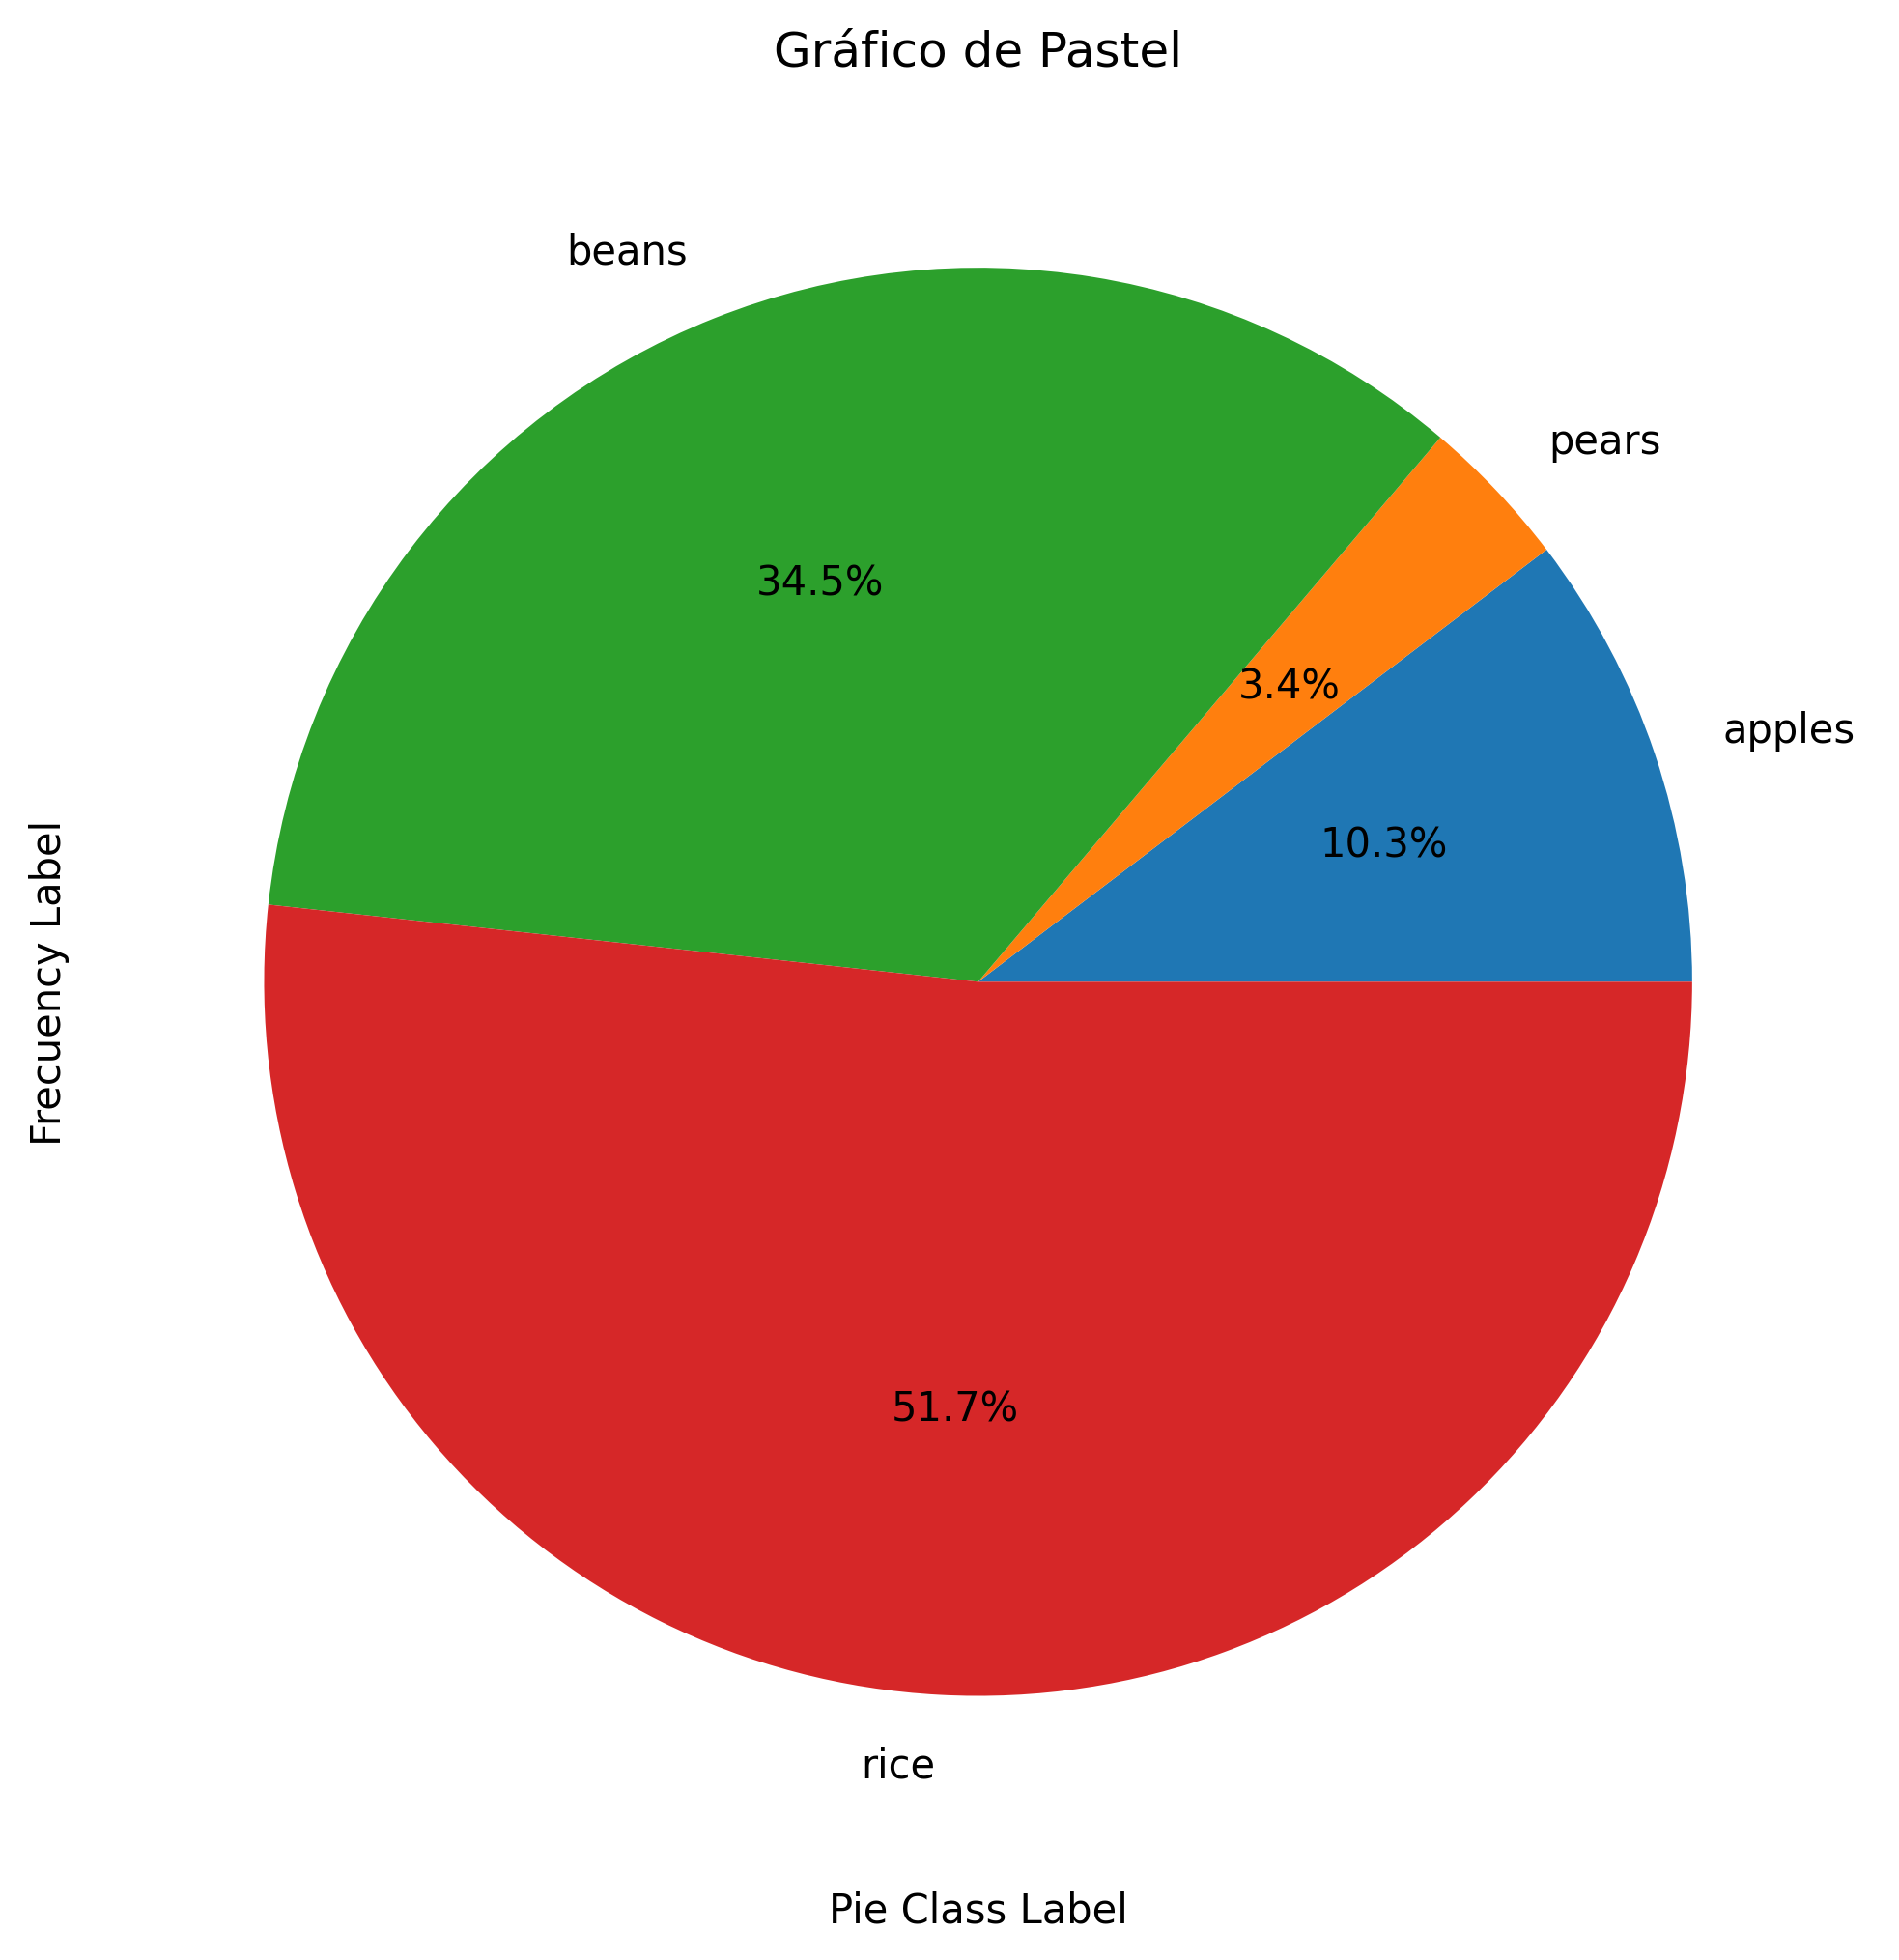 Gráfico de Pastel
beans
pears
34.5%
3.4%
apples
10.3%
Frecuency Label
51.7%
rice
Pie Class Label